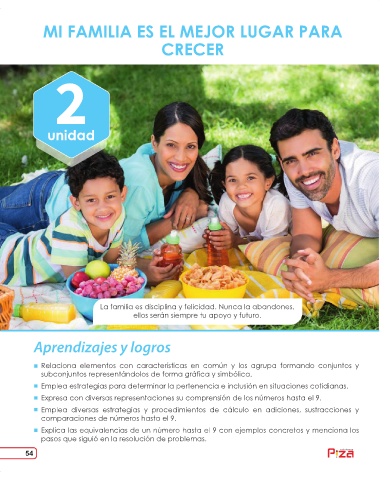 MI FAMILIA ES EL MEJOR LUGAR PARA
CRECER
2
unidad
La familia es disciplina y felicidad. Nunca la abandones,
ellos serán siempre tu apoyo y futuro.
Aprendizajes y logros
Relaciona elementos con características en común y los agrupa formando conjuntos y
subconjuntos representándolos de forma gráfica y simbólica.
Emplea estrategias para determinar la pertenencia e inclusión en situaciones cotidianas.
Expresa con diversas representaciones su comprensión de los números hasta el 9.
Emplea diversas estrategias y procedimientos de cálculo en adiciones, sustracciones y
comparaciones de números hasta el 9.
Explica las equivalencias de un número hasta el 9 con ejemplos concretos y menciona los
pasos que siguió en la resolución de problemas.
54
Piza